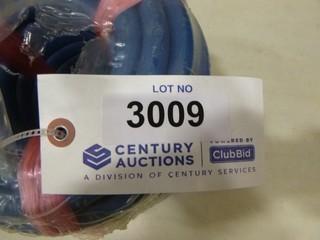 LOT NO
3009
CENTURY
AUCTIONS
POWERED BY
ClubBid
A DIVISION OF CENTURY SERVICES